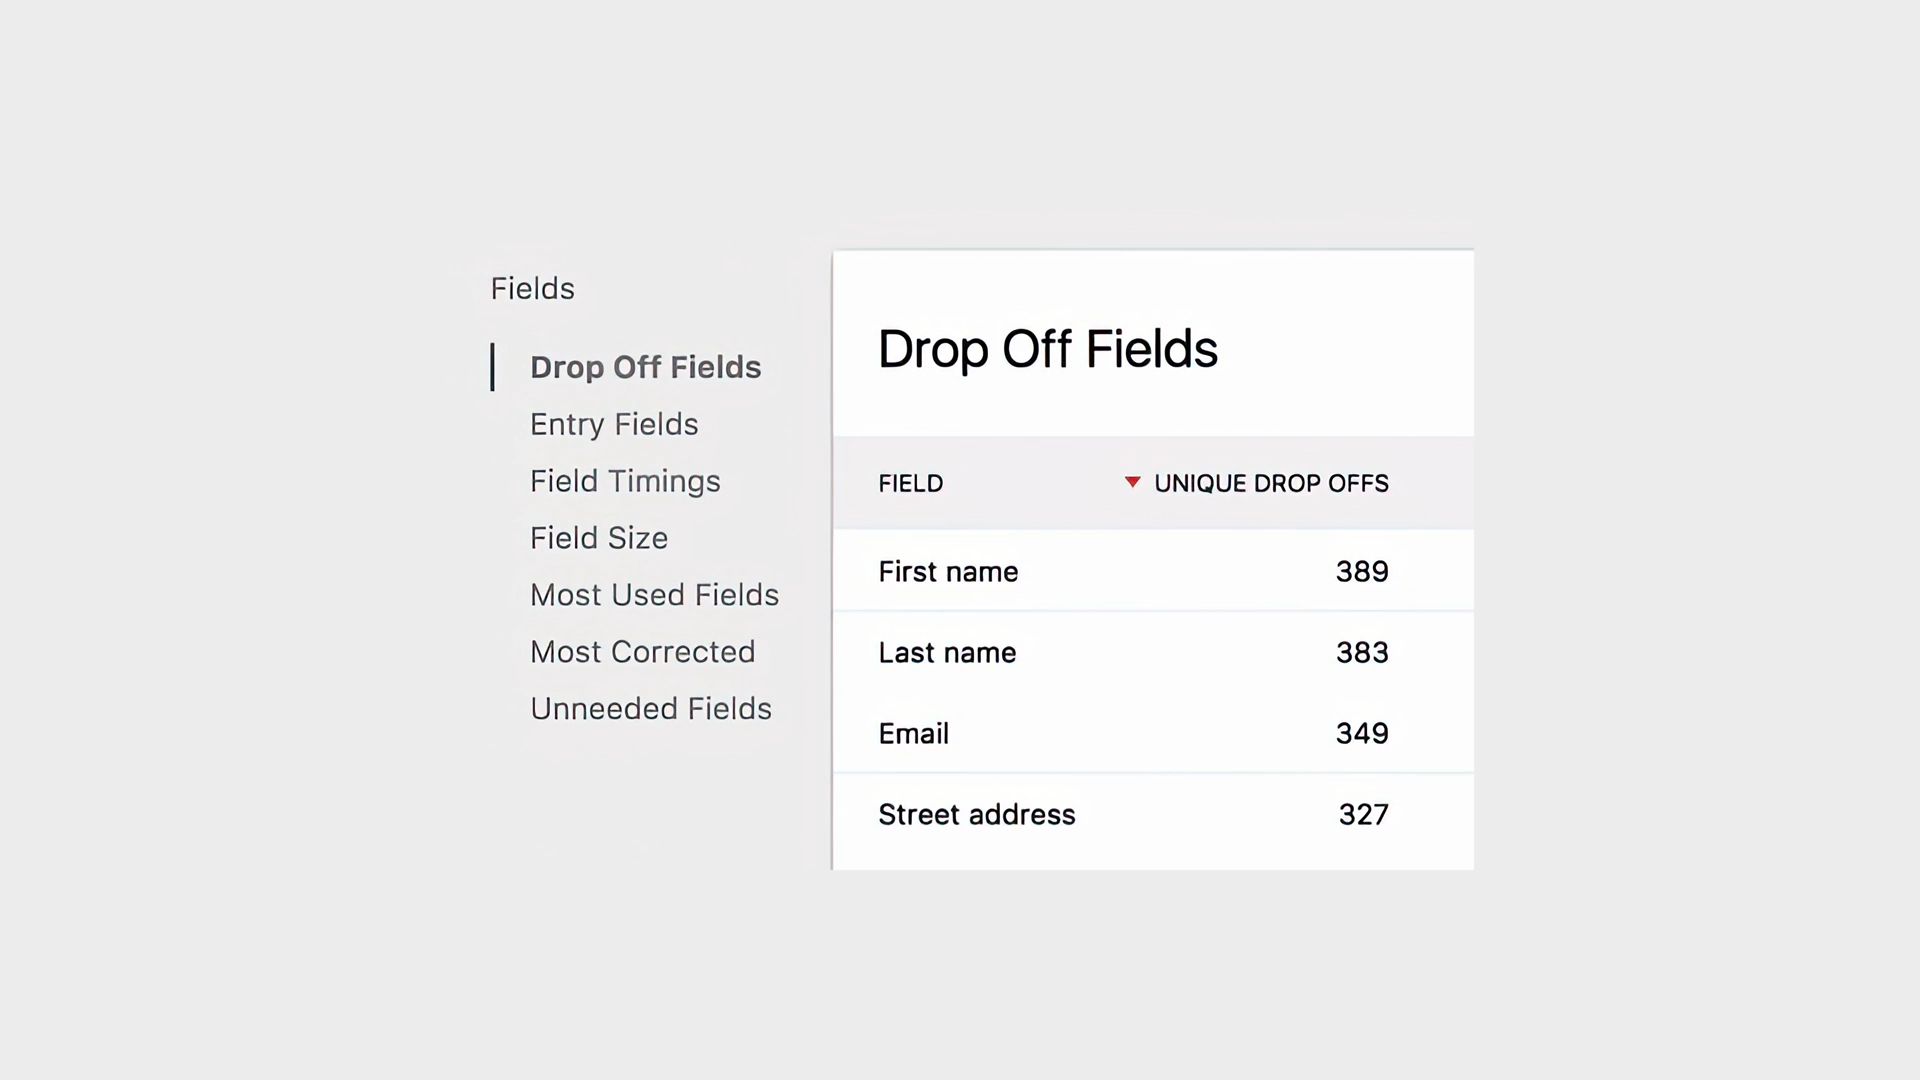 Fields
Drop Off Fields
Entry Fields
Field Timings
Field Size
Most Used Fields
Most Corrected
Unneeded Fields
Drop Off Fields
FIELD UNIQUE DROP OFFS
First name 389
Last name 383
Email 349
Street address 327